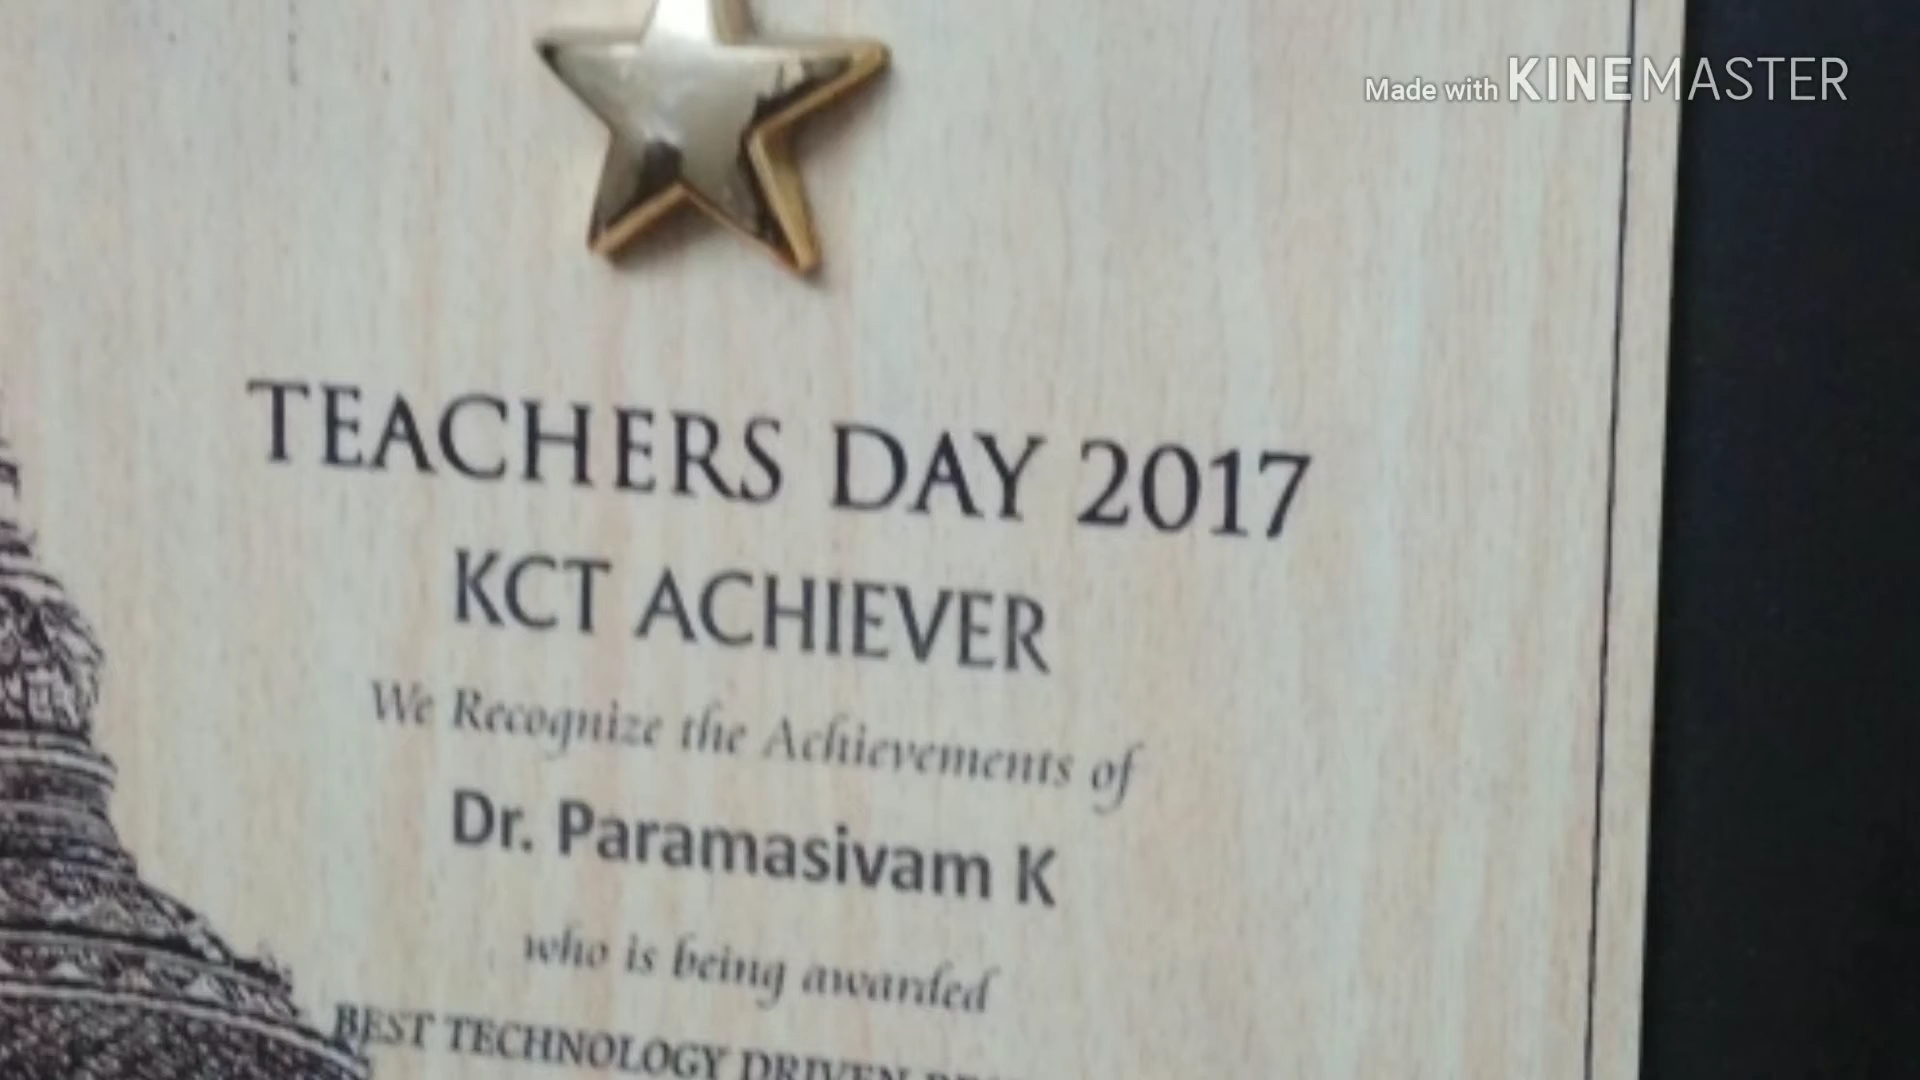 Made with KINEMASTER
TEACHERS DAY 2017
KCT ACHIEVER
We Recognize the Achievements of
Dr. Paramasivam K
who is being awarded
BEST TECHNOLOGY DRIVEN